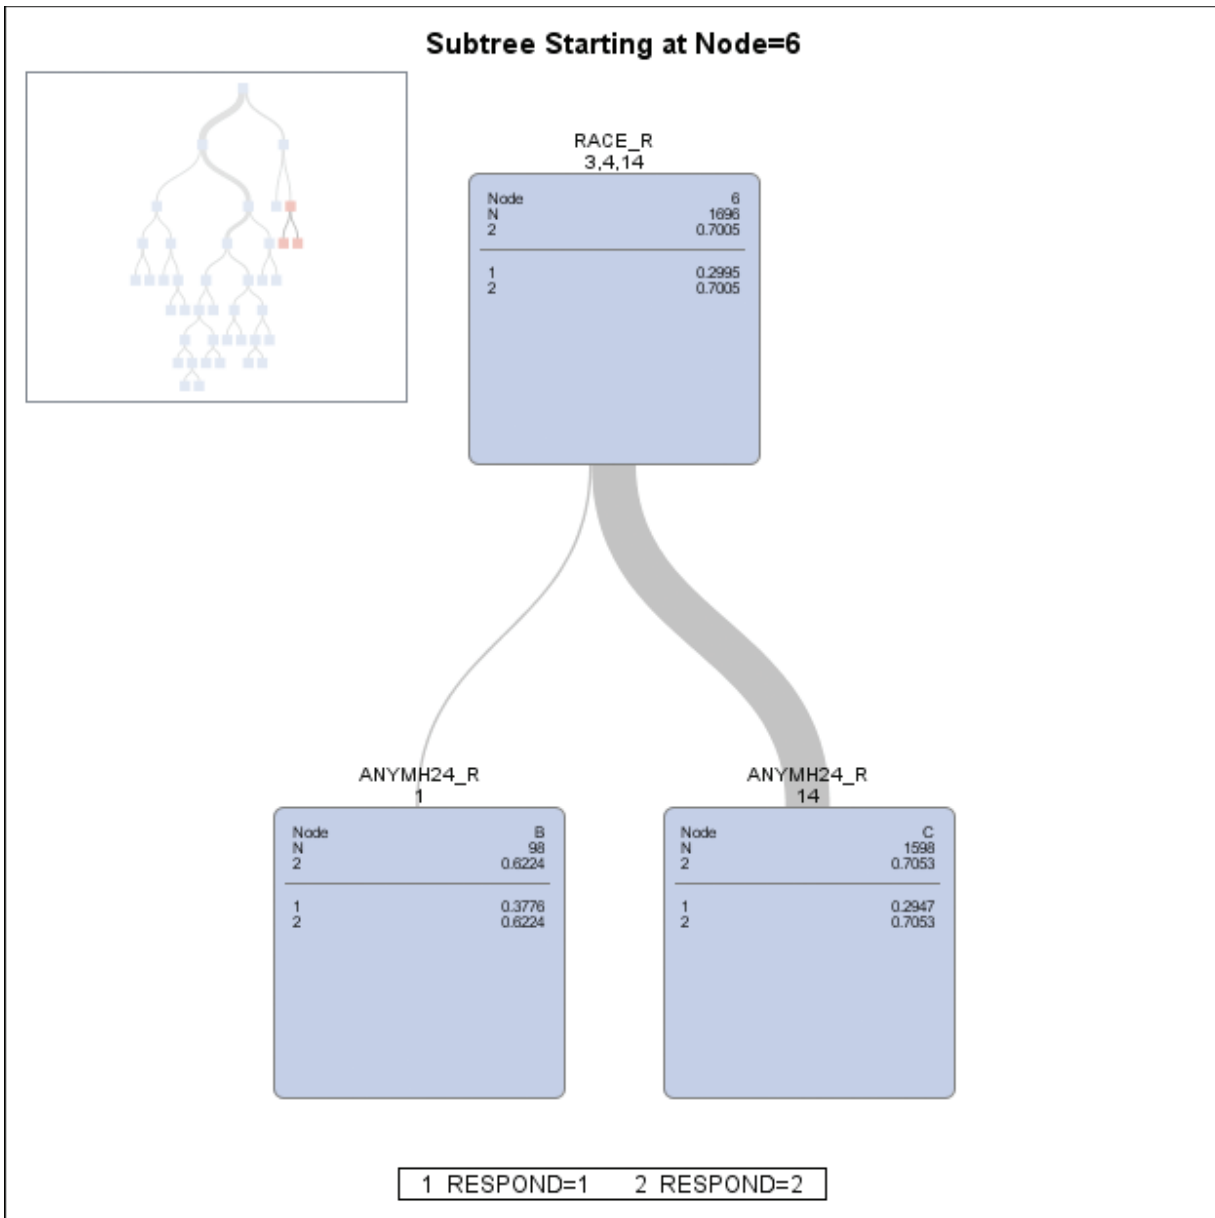 Subtree Starting at Node=6
RACE_R
3,4,14
Node 6
N 1696
2 0.7005
1 0.2995
2 0.7005
ANYMH24_R
1
Node B
N 98
2 0.6224
1 0.3776
2 0.6224
ANYMH24_R
14
Node C
N 1598
2 0.7053
1 0.2947
2 0.7053
1 RESPOND=1 2 RESPOND=2